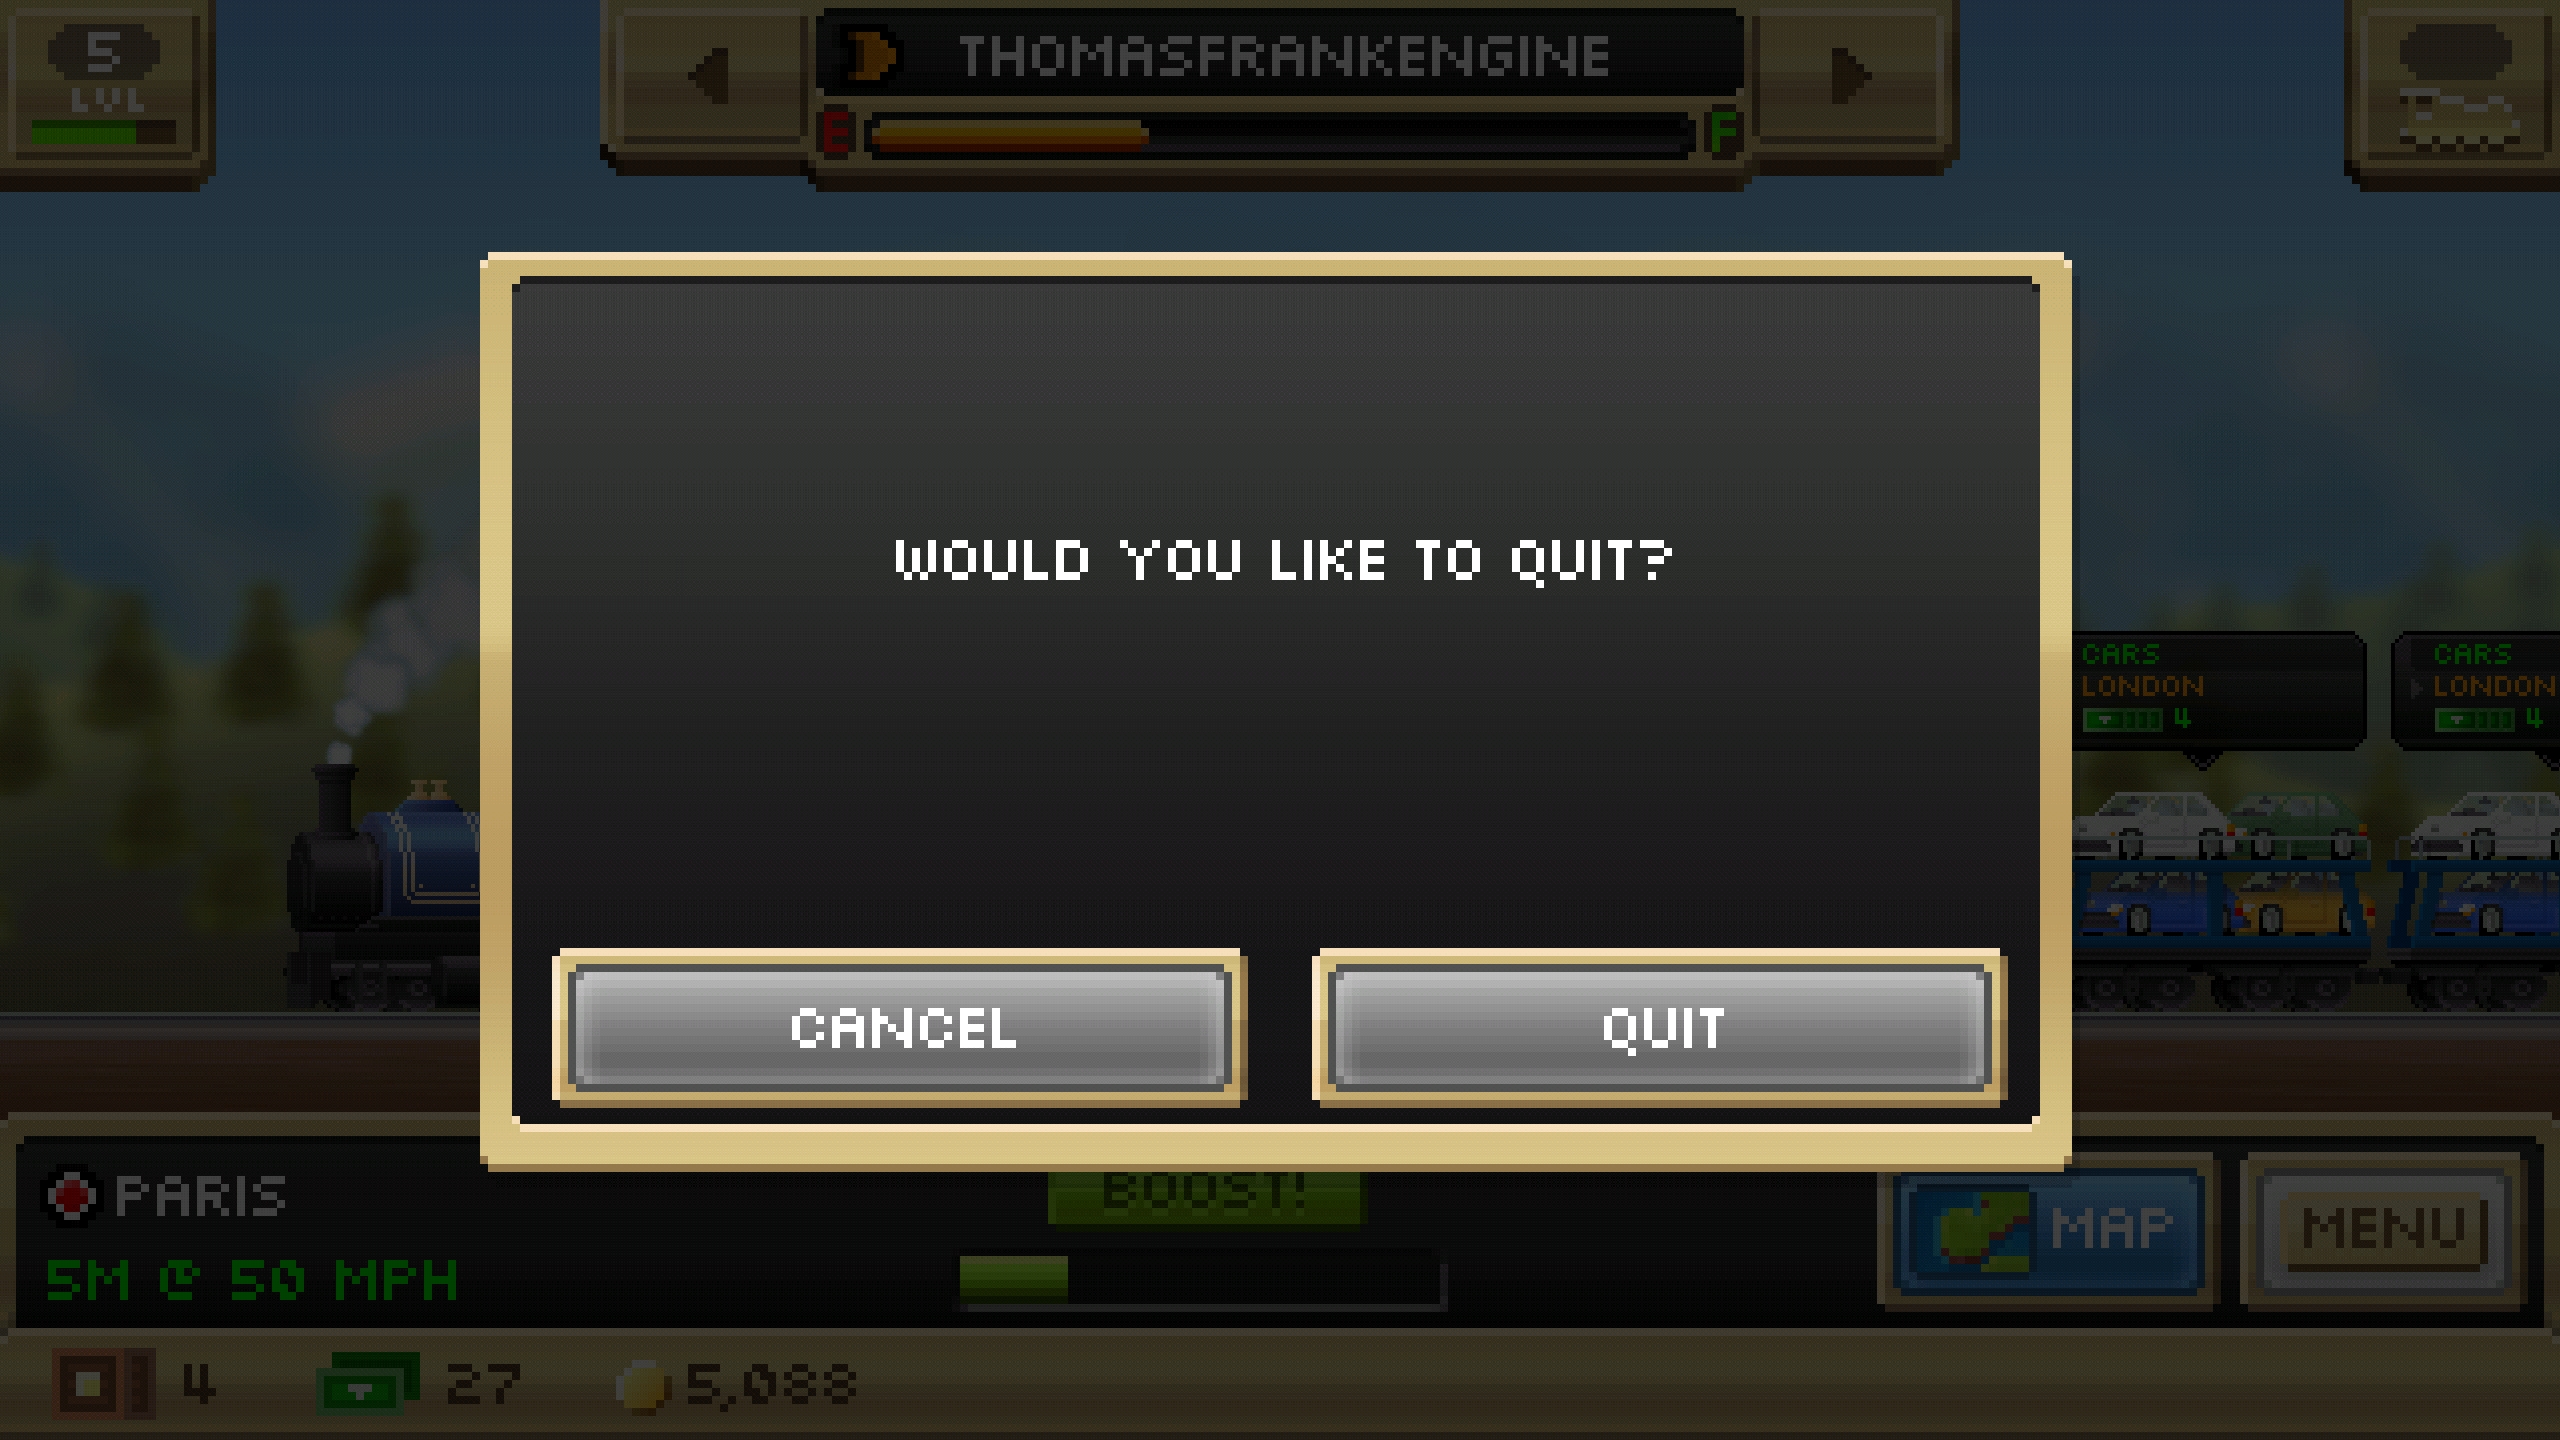 5
LVL
THOMASFRANKENGINE
E
F
WOULD YOU LIKE TO QUIT?
CARS
LONDON
4
CARS
LONDON
4
CANCEL
QUIT
PARIS
5M @ 50 MPH
BOOST!
MAP
MENU
4
27
5,088